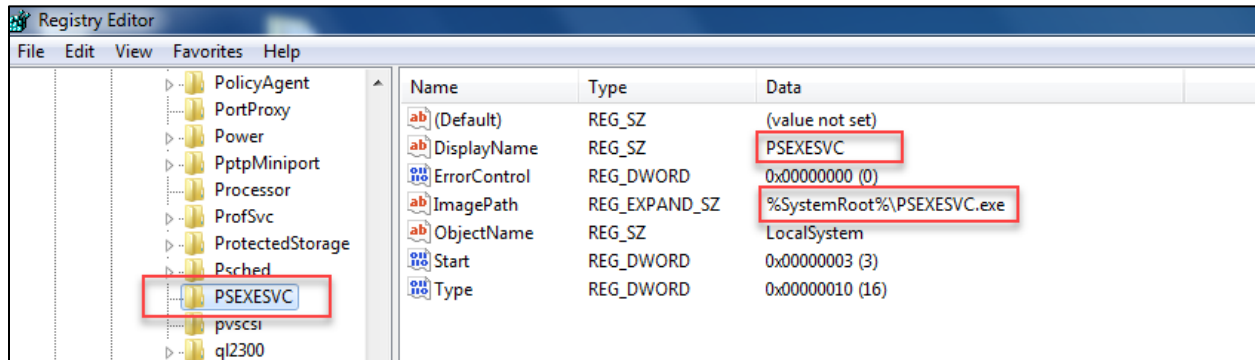 Registry Editor
File Edit View Favorites Help
PolicyAgent
PortProxy
Power
PptpMiniport
Processor
ProfSvc
ProtectedStorage
Psched
PSEXESVC
pvscsi
ql2300
Name Type Data
(Default) REG_SZ (value not set)
DisplayName REG_SZ PSEXESVC
ErrorControl REG_DWORD 0x00000000 (0)
ImagePath REG_EXPAND_SZ %SystemRoot%\PSEXESVC.exe
ObjectName REG_SZ LocalSystem
Start REG_DWORD 0x00000003 (3)
Type REG_DWORD 0x00000010 (16)